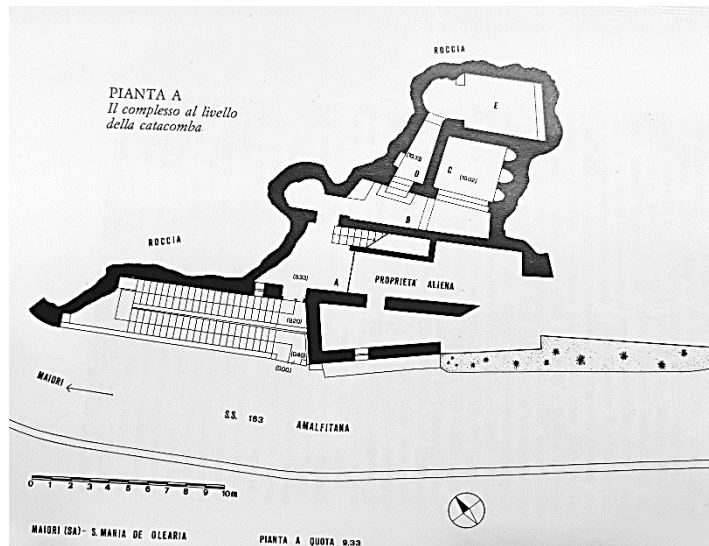 ROCCIA
PIANTA A
Il complesso al livello
della catacomba
E
(10.13)
D
C
(10.02)
B
ROCCIA
(9.33)
A
PROPRIETÀ ALIENA
(9.20)
(0.40)
(0.00)
MAIORI
S.S. 163 AMALFITANA
0 1 2 3 4 5 6 7 8 9 10m
MAIORI (SA) - S. MARIA DE OLEARIA
PIANTA A QUOTA 9,33